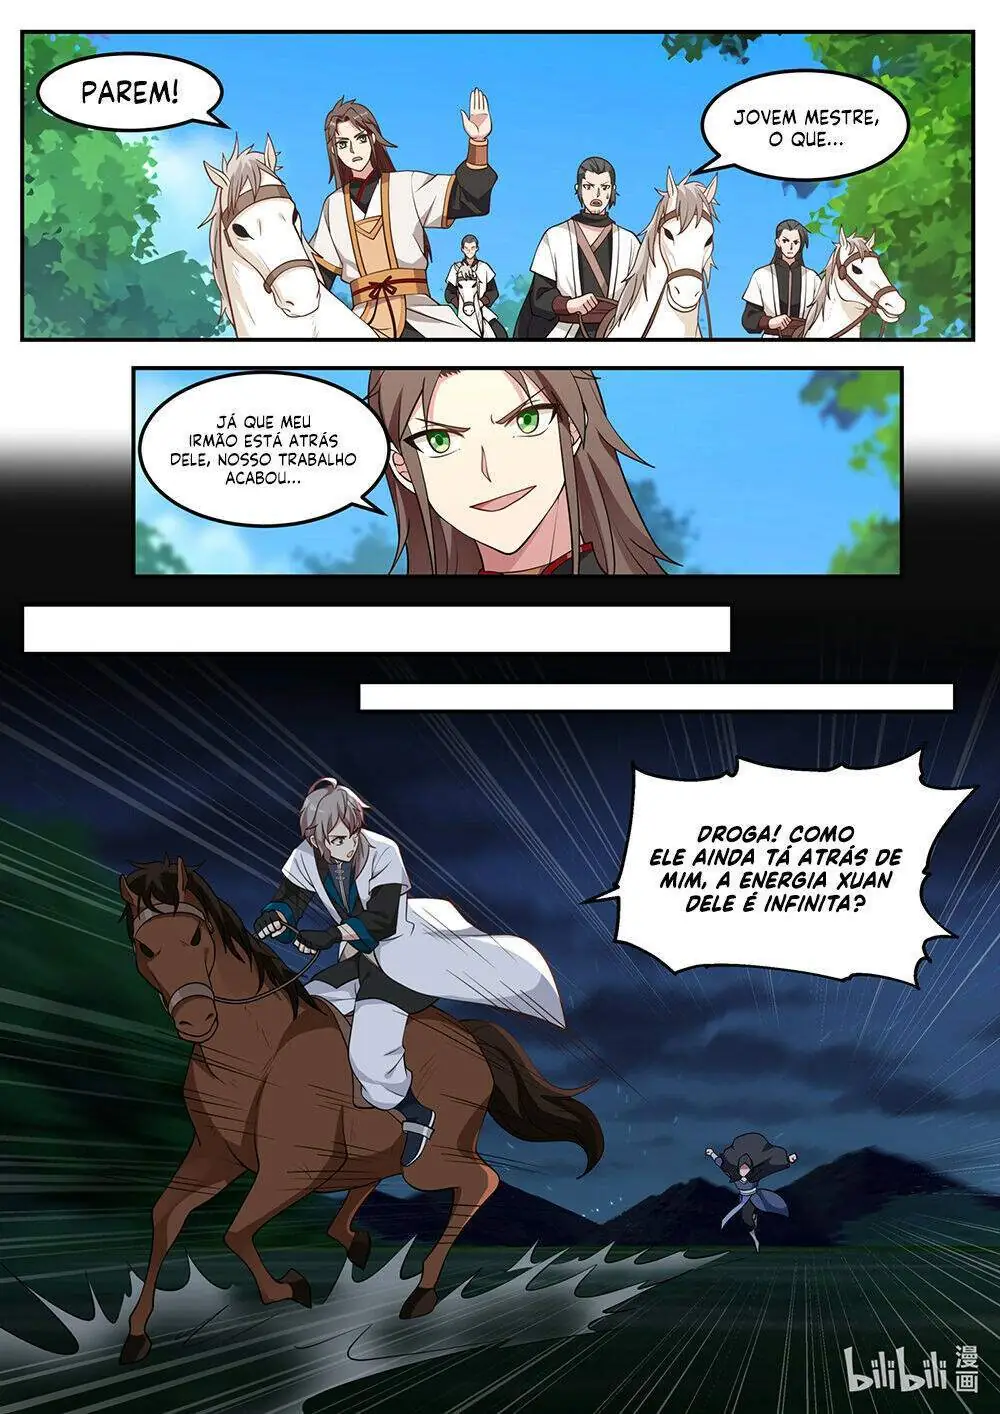 PAREM!
JOVEM MESTRE,
O QUE...
JÁ QUE MEU
IRMÃO ESTÁ ATRÁS
DELE, NOSSO TRABALHO
ACABOU...
DROGA! COMO
ELE AINDA TÁ ATRÁS DE
MIM, A ENERGIA XUAN
DELE É INFINITA?
bilibili 漫画